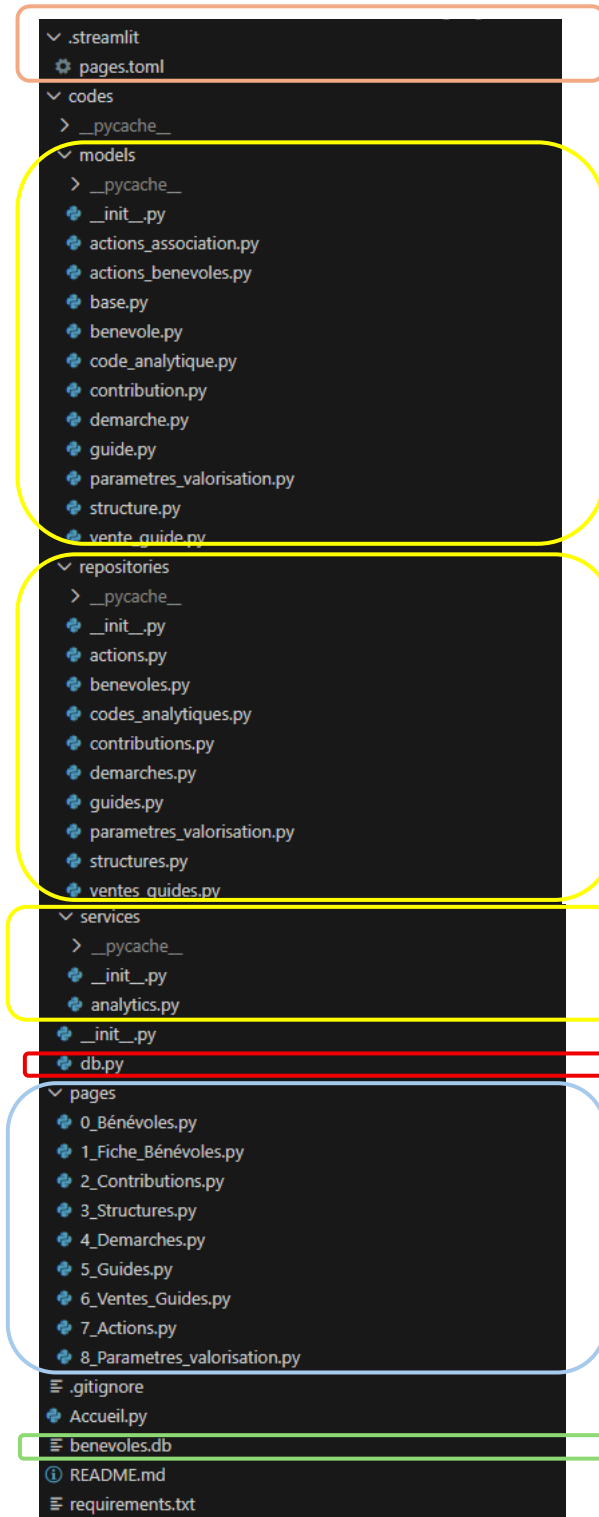 .streamlit
pages.toml
codes
__pycache__
models
__pycache__
__init__.py
actions_association.py
actions_benevoles.py
base.py
benevole.py
code_analytique.py
contribution.py
demarche.py
guide.py
parametres_valorisation.py
structure.py
vente_guide.py
repositories
__pycache__
__init__.py
actions.py
benevoles.py
codes_analytiques.py
contributions.py
demarches.py
guides.py
parametres_valorisation.py
structures.py
ventes_guides.py
services
__pycache__
__init__.py
analytics.py
__init__.py
db.py
pages
0_Bénévoles.py
1_Fiche_Bénévoles.py
2_Contributions.py
3_Structures.py
4_Demarches.py
5_Guides.py
6_Ventes_Guides.py
7_Actions.py
8_Parametres_valorisation.py
.gitignore
Accueil.py
benevoles.db
README.md
requirements.txt